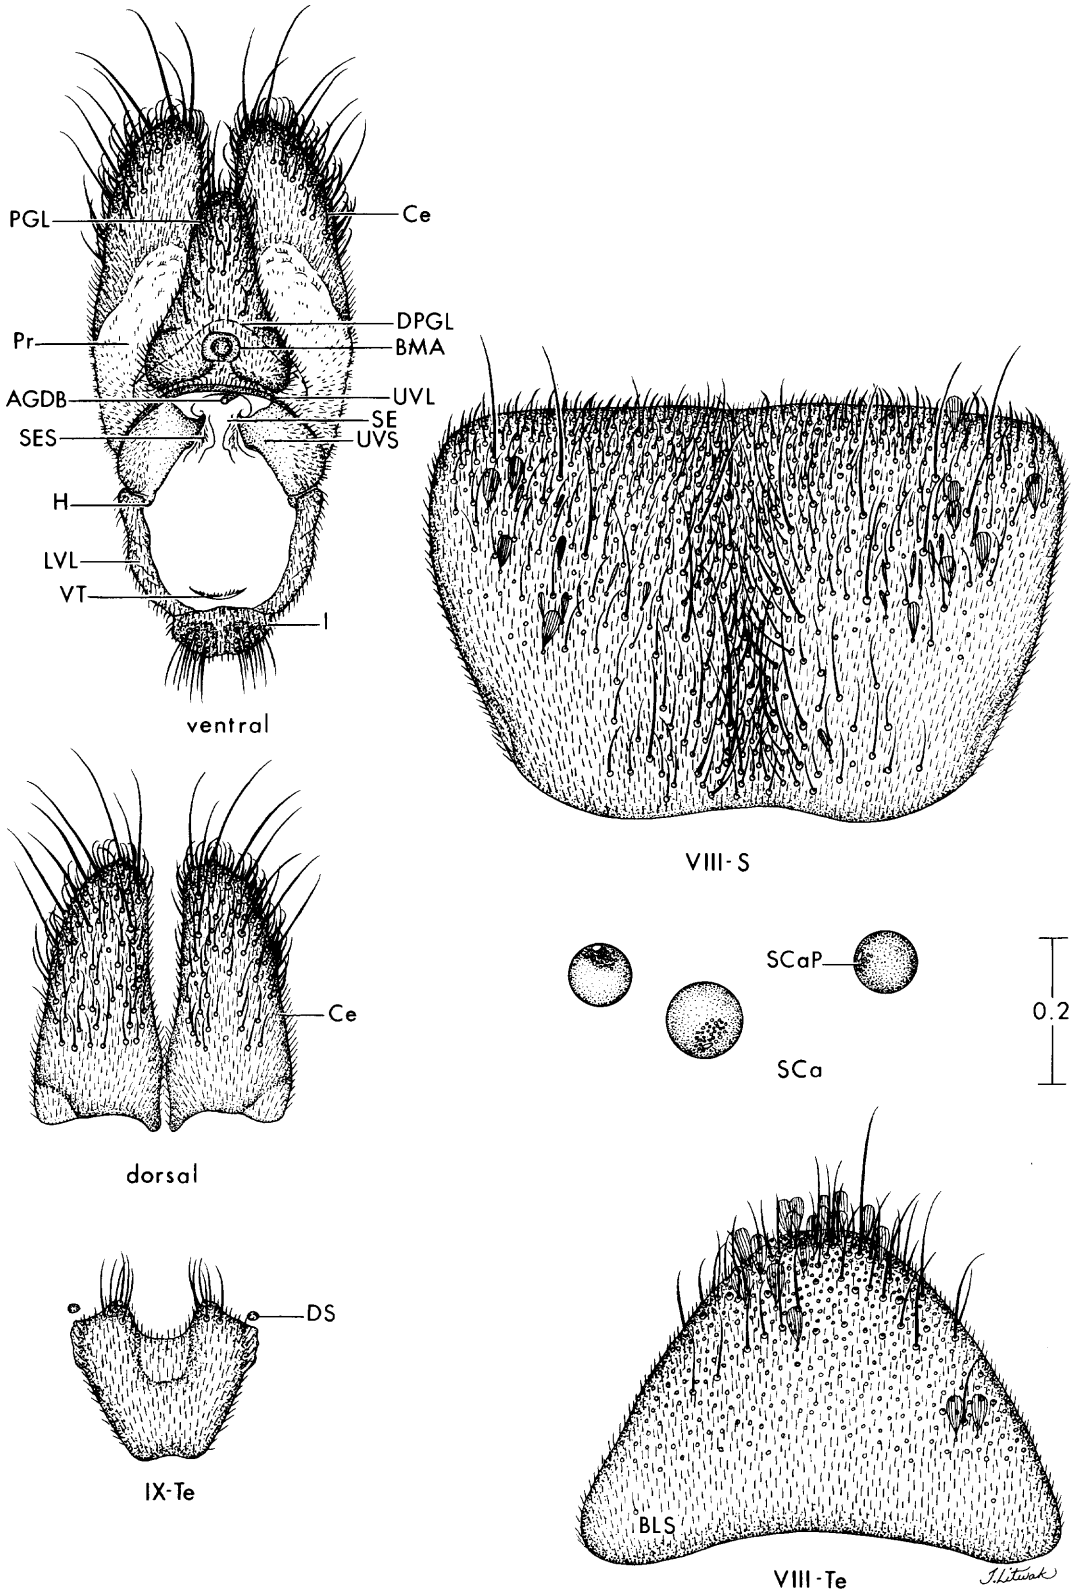 PGL
Ce
DPGL
Pr
BMA
AGDB
UVL
SE
SES
UVS
H
LVL
VT
I
ventral
VIII-S
SCaP
0.2
Ce
SCa
dorsal
DS
IX-Te
BLS
VIII-Te
T. Litwak